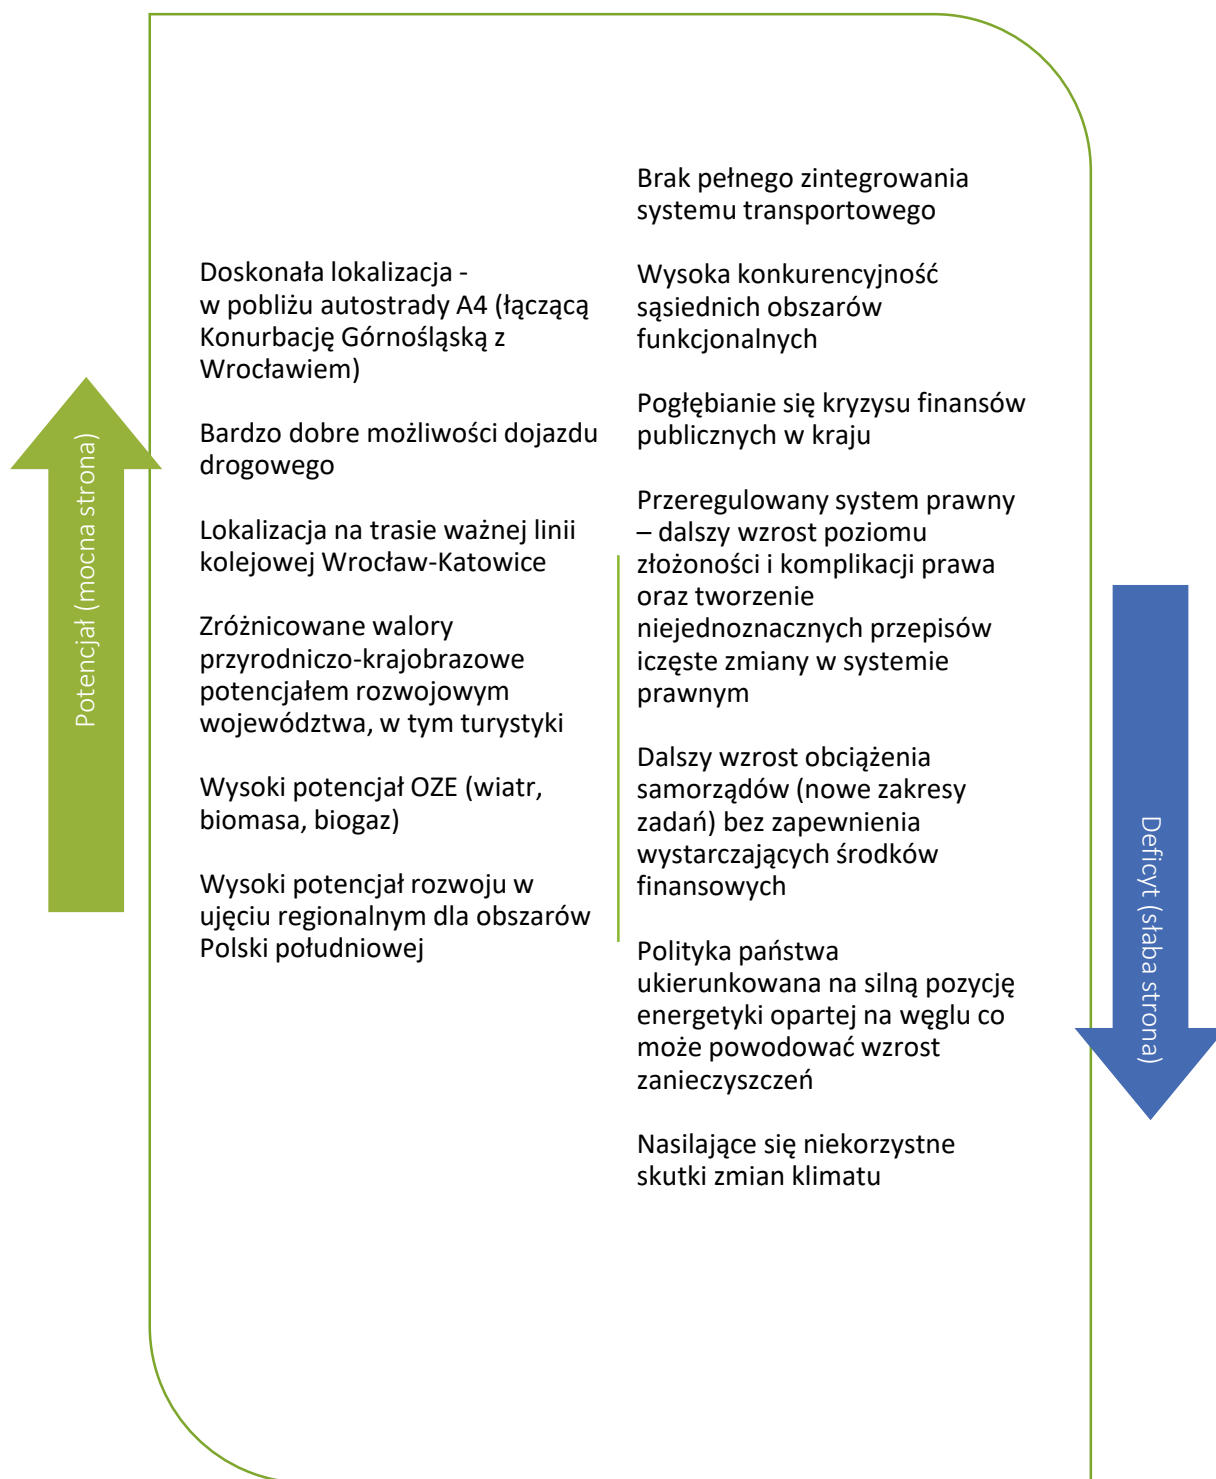 Potencjał (mocna strona)
Doskonała lokalizacja -
w pobliżu autostrady A4 (łączącą
Konurbację Górnośląską z
Wrocławiem)
Bardzo dobre możliwości dojazdu
drogowego
Lokalizacja na trasie ważnej linii
kolejowej Wrocław-Katowice
Zróżnicowane walory
przyrodniczo-krajobrazowe
potencjałem rozwojowym
województwa, w tym turystyki
Wysoki potencjał OZE (wiatr,
biomasa, biogaz)
Wysoki potencjał rozwoju w
ujęciu regionalnym dla obszarów
Polski południowej
Brak pełnego zintegrowania
systemu transportowego
Wysoka konkurencyjność
sąsiednich obszarów
funkcjonalnych
Pogłębianie się kryzysu finansów
publicznych w kraju
Przeregulowany system prawny
– dalszy wzrost poziomu
złożoności i komplikacji prawa
oraz tworzenie
niejednoznacznych przepisów
iczęste zmiany w systemie
prawnym
Dalszy wzrost obciążenia
samorządów (nowe zakresy
zadań) bez zapewnienia
wystarczających środków
finansowych
Polityka państwa
ukierunkowana na silną pozycję
energetyki opartej na węglu co
może powodować wzrost
zanieczyszczeń
Nasilające się niekorzystne
skutki zmian klimatu
Deficyt (słaba strona)